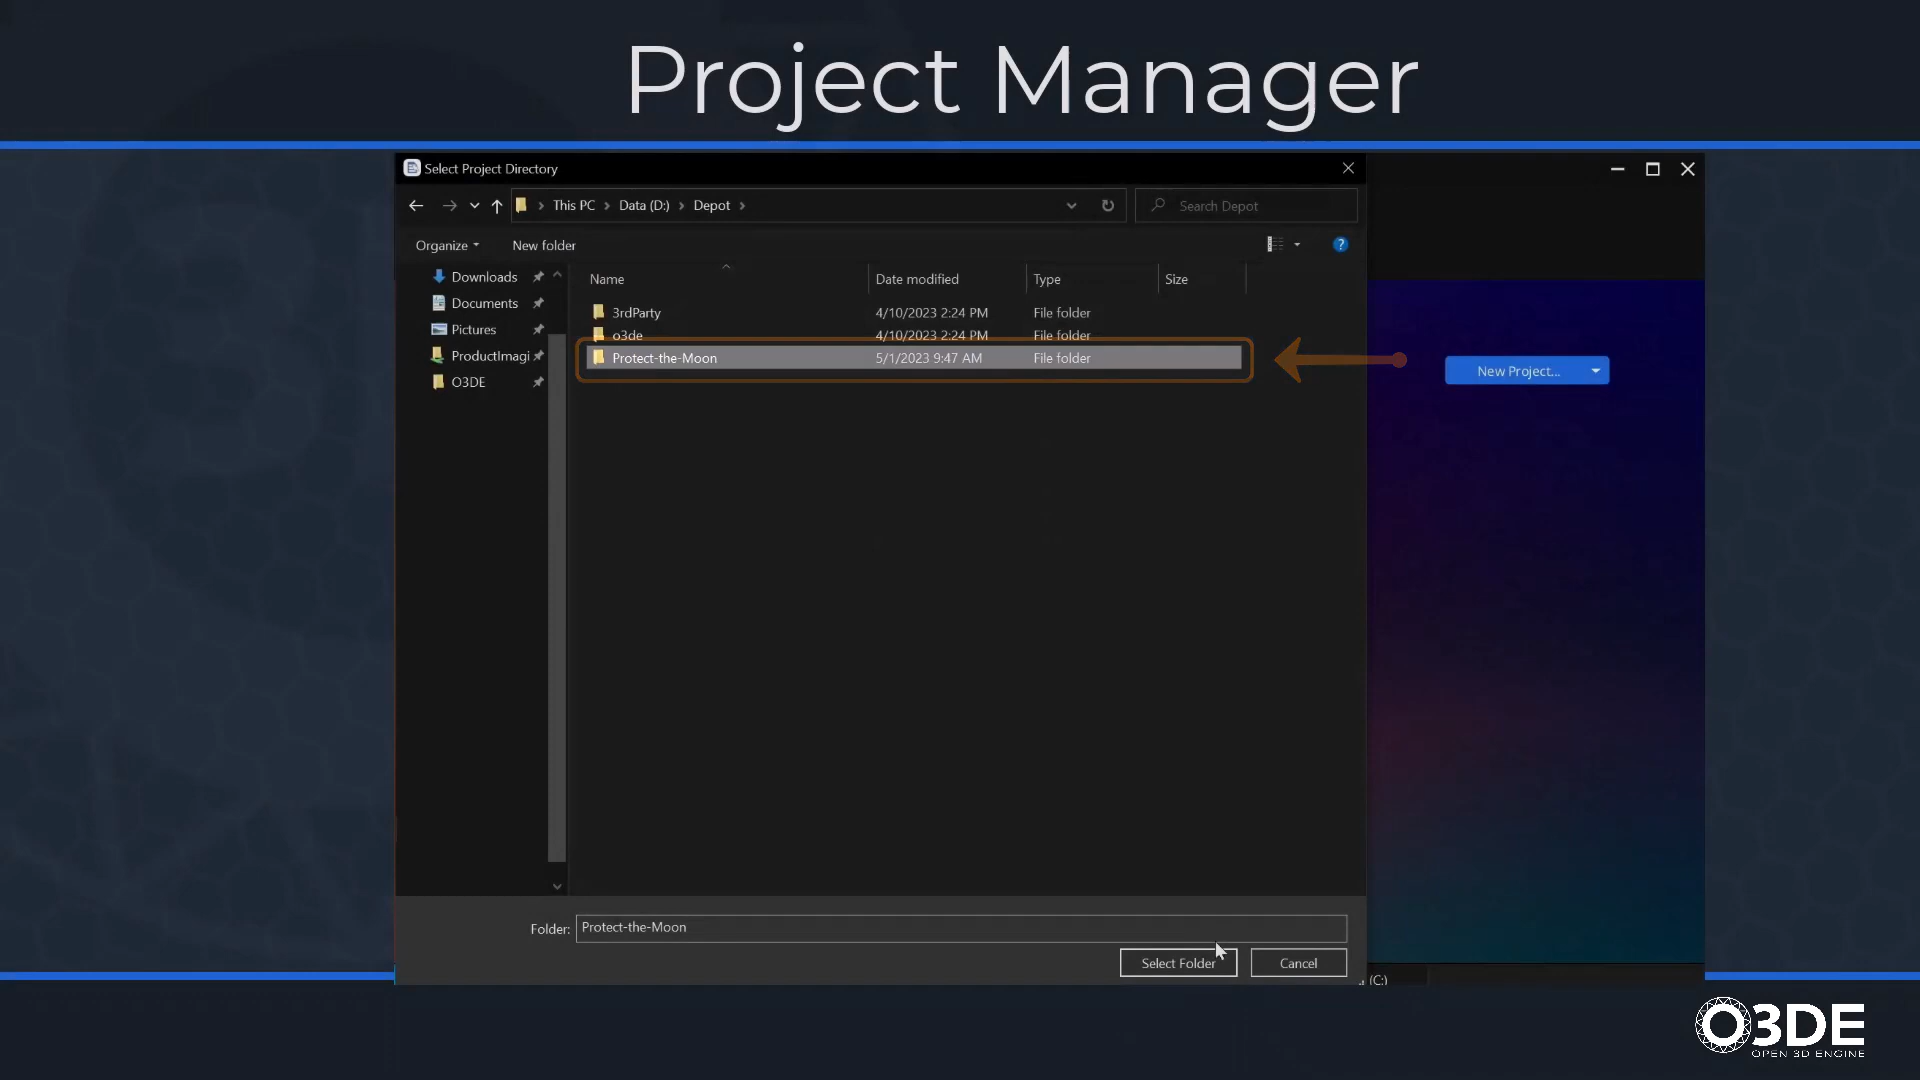 Project Manager
Select Project Directory
This PC Data (D:) Depot
Search Depot
Organize New folder
?
Name Date modified Type Size
Downloads
Documents
Pictures
ProductImagi
O3DE
3rdParty 4/10/2023 2:24 PM File folder
o3de 4/10/2023 2:24 PM File folder
Protect-the-Moon 5/1/2023 9:47 AM File folder
New Project...
Folder: Protect-the-Moon
Select Folder Cancel
(C:)
O3DE
OPEN 3D ENGINE